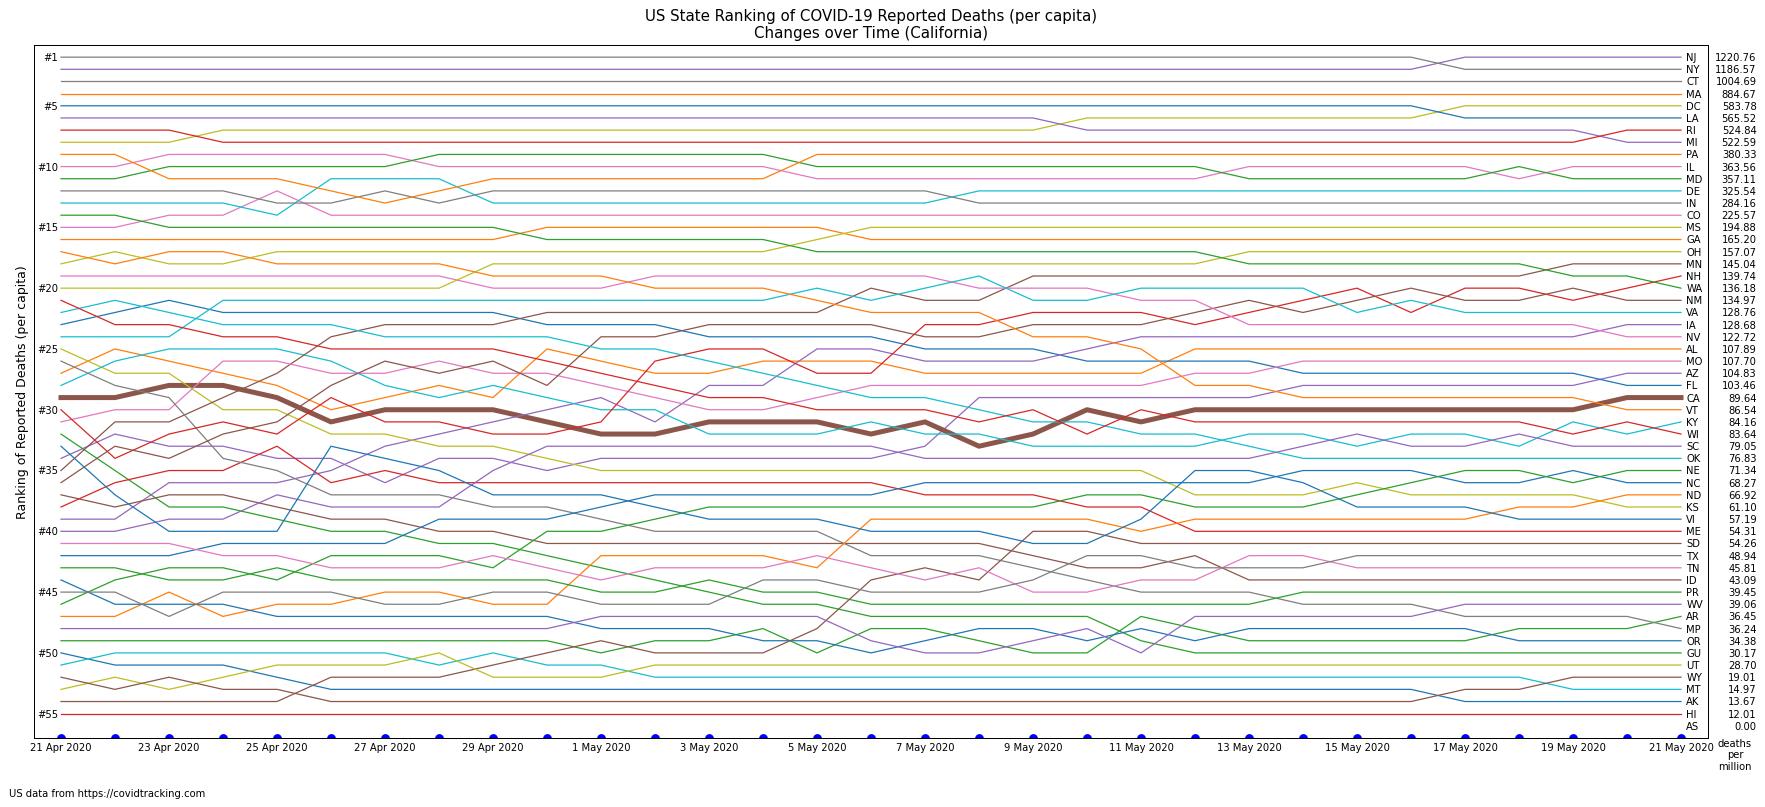 US State Ranking of COVID-19 Reported Deaths (per capita)
Changes over Time (California)
Ranking of Reported Deaths (per capita)
#1
#5
#10
#15
#20
#25
#30
#35
#40
#45
#50
#55
NJ 1220.76
NY 1186.57
CT 1004.69
MA 884.67
DC 583.78
LA 565.52
RI 524.84
MI 522.59
PA 380.33
IL 363.56
MD 357.11
DE 325.54
IN 284.16
CO 225.57
MS 194.88
GA 165.20
OH 157.07
MN 145.04
NH 139.74
WA 136.18
NM 134.97
VA 128.76
IA 128.68
NV 122.72
AL 107.89
MO 107.70
AZ 104.83
FL 103.46
CA 89.64
VT 86.54
KY 84.16
WI 83.64
SC 79.05
OK 76.83
NE 71.34
NC 68.27
ND 66.92
KS 61.10
VI 57.19
ME 54.31
SD 54.26
TX 48.94
TN 45.81
ID 43.09
PR 39.45
WV 39.06
AR 36.45
MP 36.24
OR 34.38
GU 30.17
UT 28.70
WY 19.01
MT 14.97
AK 13.67
HI 12.01
AS 0.00
21 Apr 2020 23 Apr 2020 25 Apr 2020 27 Apr 2020 29 Apr 2020 1 May 2020 3 May 2020 5 May 2020 7 May 2020 9 May 2020 11 May 2020 13 May 2020 15 May 2020 17 May 2020 19 May 2020 21 May 2020
deaths
per
million
US data from https://covidtracking.com